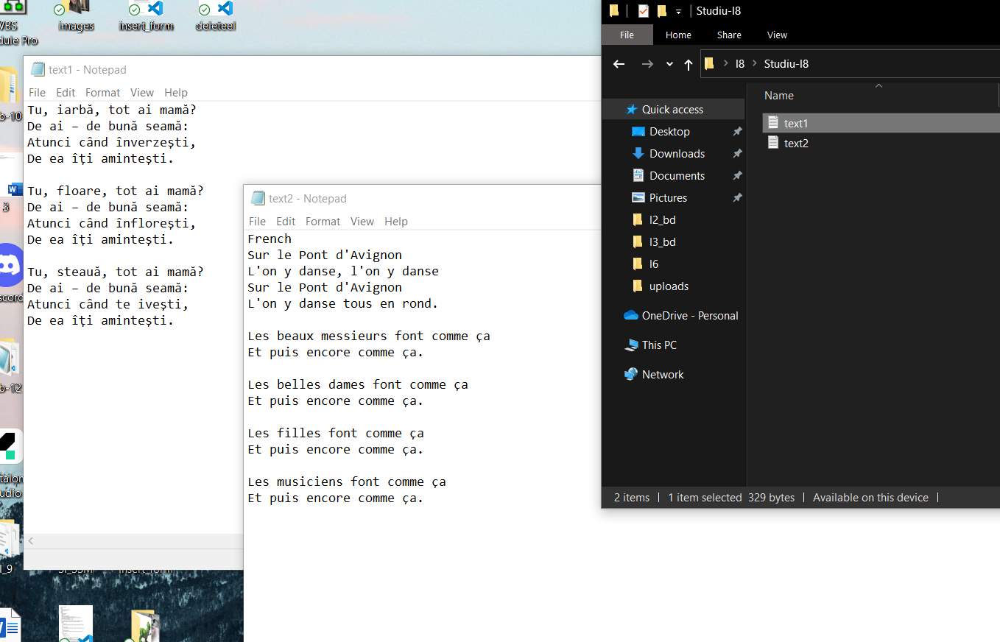 VBS
dule Pro
images
insert_form
deleteel
b-10
3
scord
b-12
talon
udio
l_9
insert_form
text1 - Notepad
File Edit Format View Help
Tu, iarbă, tot ai mamă?
De ai – de bună seamă:
Atunci când înverzești,
De ea îți amintești.
Tu, floare, tot ai mamă?
De ai – de bună seamă:
Atunci când înflorești,
De ea îți amintești.
Tu, steauă, tot ai mamă?
De ai – de bună seamă:
Atunci când te ivești,
De ea îți amintești.
text2 - Notepad
File Edit Format View Help
French
Sur le Pont d'Avignon
L'on y danse, l'on y danse
Sur le Pont d'Avignon
L'on y danse tous en rond.
Les beaux messieurs font comme ça
Et puis encore comme ça.
Les belles dames font comme ça
Et puis encore comme ça.
Les filles font comme ça
Et puis encore comme ça.
Les musiciens font comme ça
Et puis encore comme ça.
Studiu-l8
File Home Share View
l8 Studiu-l8
Name
Quick access
Desktop
Downloads
Documents
Pictures
l2_bd
l3_bd
l6
uploads
OneDrive - Personal
This PC
Network
text1
text2
2 items 1 item selected 329 bytes Available on this device